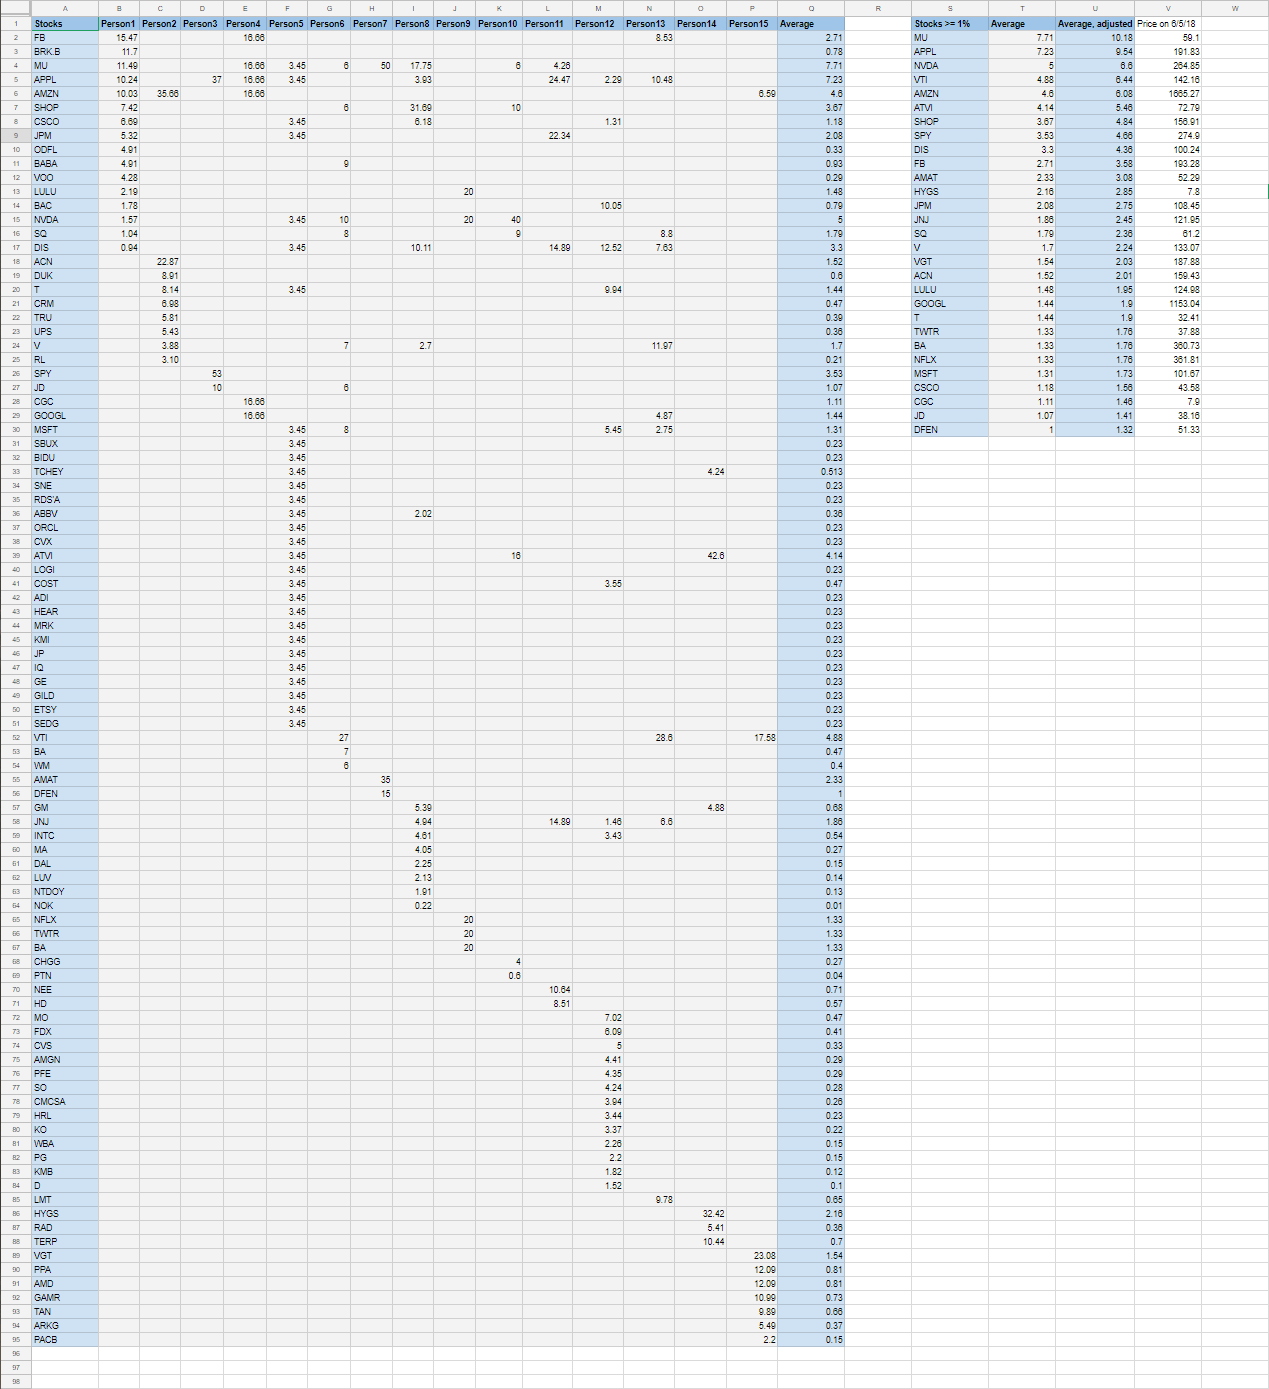 A B C D E F G H I J K L M N O P Q R S T U V W
1 Stocks Person1 Person2 Person3 Person4 Person5 Person6 Person7 Person8 Person9 Person10 Person11 Person12 Person13 Person14 Person15 Average Stocks >= 1% Average Average, adjusted Price on 6/5/18
2 FB 15.47 16.66 8.53 2.71 MU 7.71 10.18 59.1
3 BRK.B 11.7 0.78 APPL 7.23 9.54 191.83
4 MU 11.49 16.66 3.45 6 50 17.75 6 4.26 7.71 NVDA 5 6.6 264.85
5 APPL 10.24 37 16.66 3.45 3.93 24.47 2.29 10.48 7.23 VTI 4.88 6.44 142.16
6 AMZN 10.03 35.66 16.66 6.59 4.6 AMZN 4.6 6.08 1665.27
7 SHOP 7.42 6 31.69 10 3.67 ATVI 4.14 5.46 72.79
8 CSCO 6.69 3.45 6.18 1.31 1.18 SHOP 3.67 4.84 156.91
9 JPM 5.32 3.45 22.34 2.08 SPY 3.53 4.66 274.9
10 ODFL 4.91 0.33 DIS 3.3 4.36 100.24
11 BABA 4.91 9 0.93 FB 2.71 3.58 193.28
12 VOO 4.28 0.29 AMAT 2.33 3.08 52.29
13 LULU 2.19 20 1.48 HYGS 2.16 2.85 7.8
14 BAC 1.78 10.05 0.79 JPM 2.08 2.75 108.45
15 NVDA 1.57 3.45 10 20 40 5 JNJ 1.86 2.45 121.95
16 SQ 1.04 8 9 8.8 1.79 SQ 1.79 2.36 61.2
17 DIS 0.94 3.45 10.11 14.89 12.52 7.63 3.3 V 1.7 2.24 133.07
18 ACN 22.87 1.52 VGT 1.54 2.03 187.88
19 DUK 8.91 0.6 ACN 1.52 2.01 159.43
20 T 8.14 3.45 9.94 1.44 LULU 1.48 1.95 124.98
21 CRM 6.98 0.47 GOOGL 1.44 1.9 1153.04
22 TRU 5.81 0.39 T 1.44 1.9 32.41
23 UPS 5.43 0.36 TWTR 1.33 1.76 37.88
24 V 3.88 7 2.7 11.97 1.7 BA 1.33 1.76 360.73
25 RL 3.10 0.21 NFLX 1.33 1.76 361.81
26 SPY 53 3.53 MSFT 1.31 1.73 101.67
27 JD 10 6 1.07 CSCO 1.18 1.56 43.58
28 CGC 16.66 1.11 CGC 1.11 1.46 7.9
29 GOOGL 16.66 4.87 1.44 JD 1.07 1.41 38.16
30 MSFT 3.45 8 5.45 2.75 1.31 DFEN 1 1.32 51.33
31 SBUX 3.45 0.23
32 BIDU 3.45 0.23
33 TCHEY 3.45 4.24 0.513
34 SNE 3.45 0.23
35 RDS'A 3.45 0.23
36 ABBV 3.45 2.02 0.36
37 ORCL 3.45 0.23
38 CVX 3.45 0.23
39 ATVI 3.45 16 42.6 4.14
40 LOGI 3.45 0.23
41 COST 3.45 3.55 0.47
42 ADI 3.45 0.23
43 HEAR 3.45 0.23
44 MRK 3.45 0.23
45 KMI 3.45 0.23
46 JP 3.45 0.23
47 IQ 3.45 0.23
48 GE 3.45 0.23
49 GILD 3.45 0.23
50 ETSY 3.45 0.23
51 SEDG 3.45 0.23
52 VTI 27 28.6 17.58 4.88
53 BA 7 0.47
54 WM 6 0.4
55 AMAT 35 2.33
56 DFEN 15 1
57 GM 5.39 4.88 0.68
58 JNJ 4.94 14.89 1.46 6.6 1.86
59 INTC 4.61 3.43 0.54
60 MA 4.05 0.27
61 DAL 2.25 0.15
62 LUV 2.13 0.14
63 NTDOY 1.91 0.13
64 NOK 0.22 0.01
65 NFLX 20 1.33
66 TWTR 20 1.33
67 BA 20 1.33
68 CHGG 4 0.27
69 PTN 0.6 0.04
70 NEE 10.64 0.71
71 HD 8.51 0.57
72 MO 7.02 0.47
73 FDX 6.09 0.41
74 CVS 5 0.33
75 AMGN 4.41 0.29
76 PFE 4.35 0.29
77 SO 4.24 0.28
78 CMCSA 3.94 0.26
79 HRL 3.44 0.23
80 KO 3.37 0.22
81 WBA 2.26 0.15
82 PG 2.2 0.15
83 KMB 1.82 0.12
84 D 1.52 0.1
85 LMT 9.78 0.65
86 HYGS 32.42 2.16
87 RAD 5.41 0.36
88 TERP 10.44 0.7
89 VGT 23.08 1.54
90 PPA 12.09 0.81
91 AMD 12.09 0.81
92 GAMR 10.99 0.73
93 TAN 9.89 0.66
94 ARKG 5.49 0.37
95 PACB 2.2 0.15
96
97
98